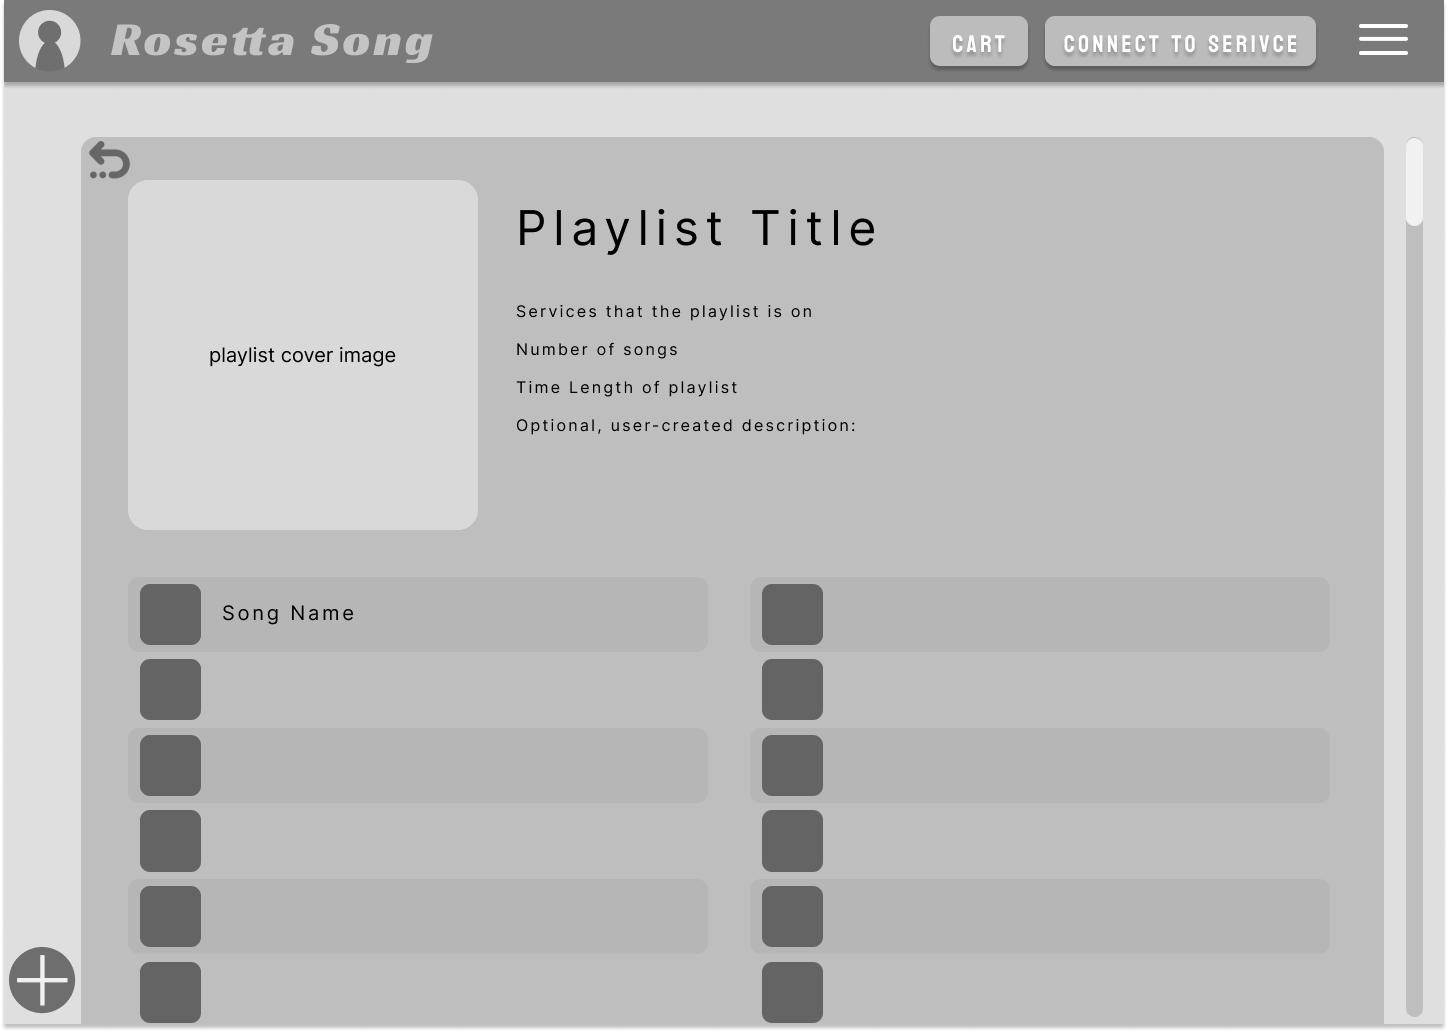 Rosetta Song
CART
CONNECT TO SERIVCE
Playlist Title
Services that the playlist is on
Number of songs
playlist cover image
Time Length of playlist
Optional, user-created description:
Song Name